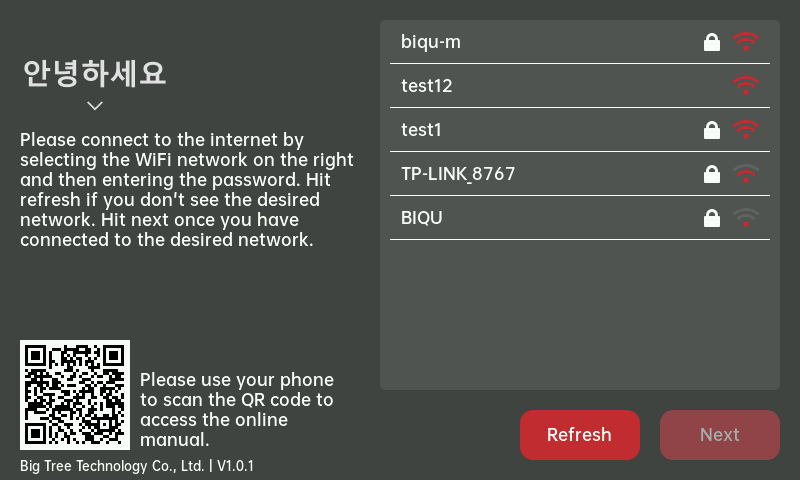 안녕하세요
Please connect to the internet by
selecting the WiFi network on the right
and then entering the password. Hit
refresh if you don't see the desired
network. Hit next once you have
connected to the desired network.
Please use your phone
to scan the QR code to
access the online
manual.
Big Tree Technology Co., Ltd. | V1.0.1
biqu-m
test12
test1
TP-LINK_8767
BIQU
Refresh
Next